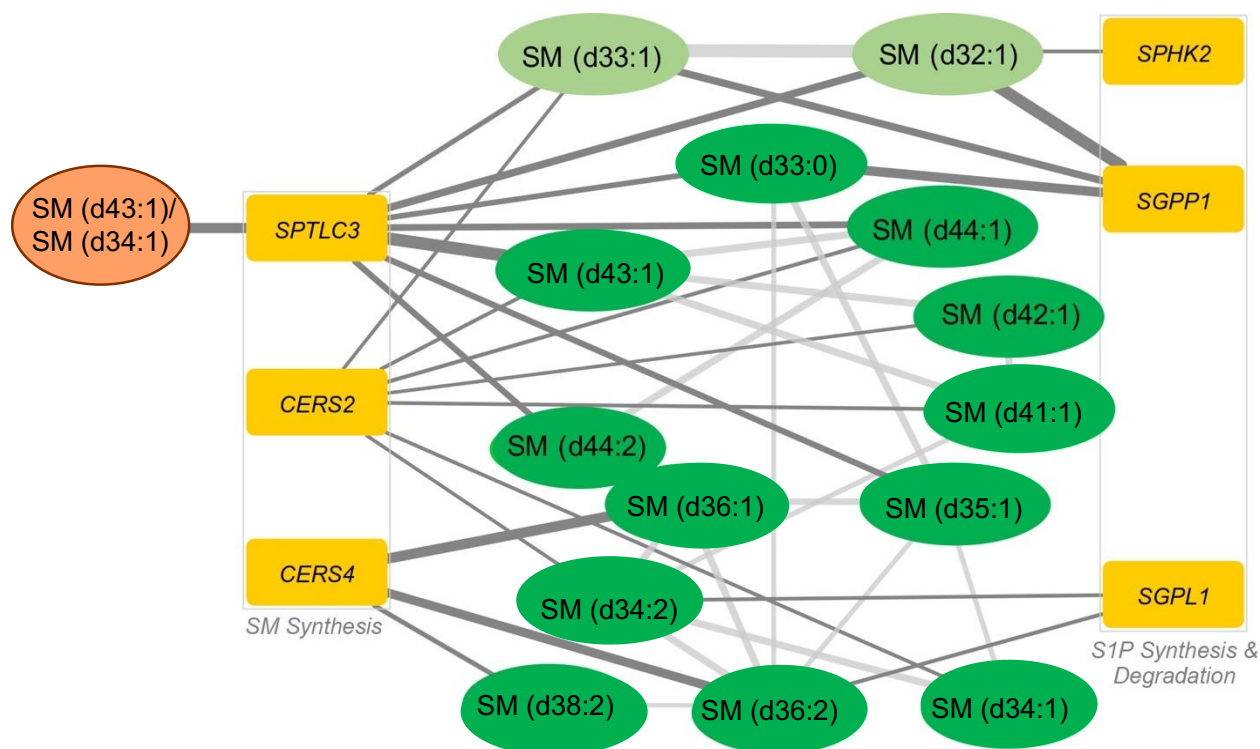 SM (d33:1)
SM (d32:1)
SPHK2
SM (d33:0)
SGPP1
SM (d43:1)/
SM (d34:1)
SPTLC3
SM (d44:1)
SM (d43:1)
SM (d42:1)
CERS2
SM (d41:1)
SM (d44:2)
SM (d36:1)
SM (d35:1)
CERS4
SGPL1
SM (d34:2)
SM Synthesis
S1P Synthesis &
Degradation
SM (d38:2)
SM (d36:2)
SM (d34:1)